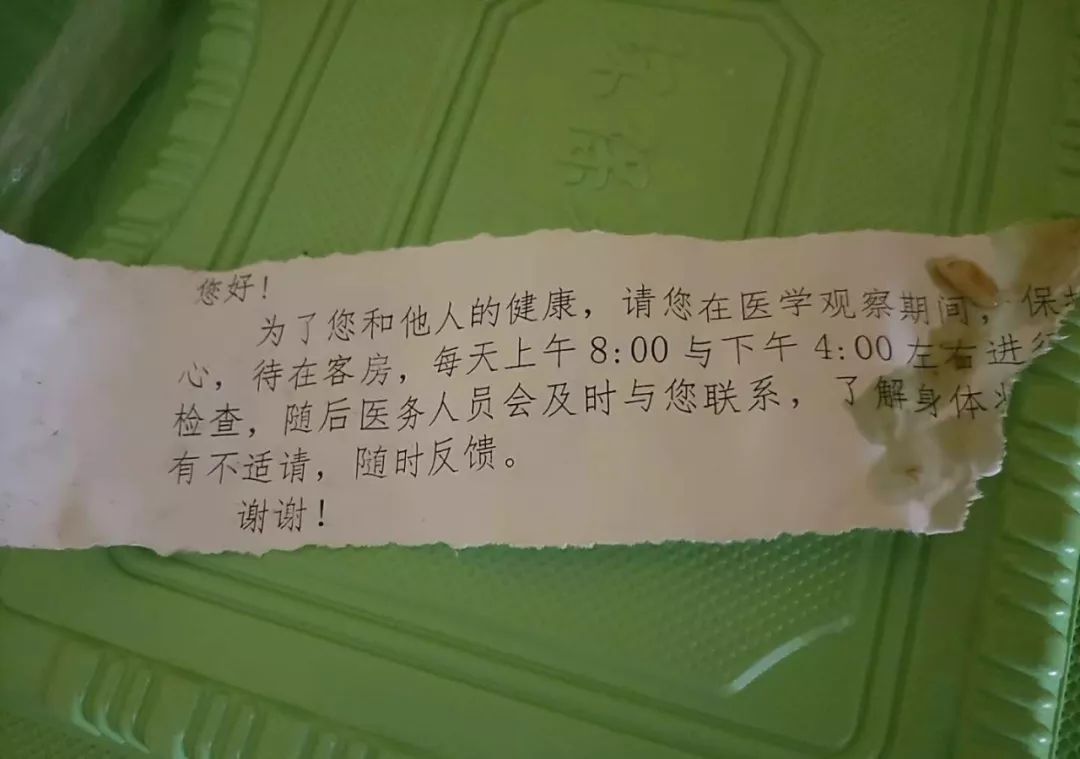 您好!
为了您和他人的健康，请您在医学观察期间，保
心，待在客房，每天上午 8:00 与下午 4:00 左右进行
检查，随后医务人员会及时与您联系，了解身体
有不适请，随时反馈。
谢谢!